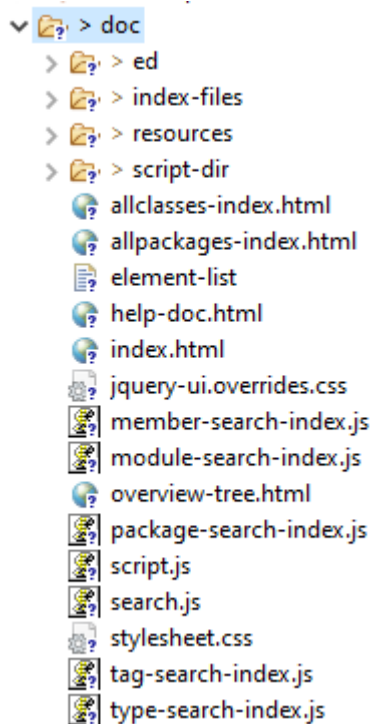 > doc
> ed
> index-files
> resources
> script-dir
allclasses-index.html
allpackages-index.html
element-list
help-doc.html
index.html
jquery-ui.overrides.css
member-search-index.js
module-search-index.js
overview-tree.html
package-search-index.js
script.js
search.js
stylesheet.css
tag-search-index.js
type-search-index.js